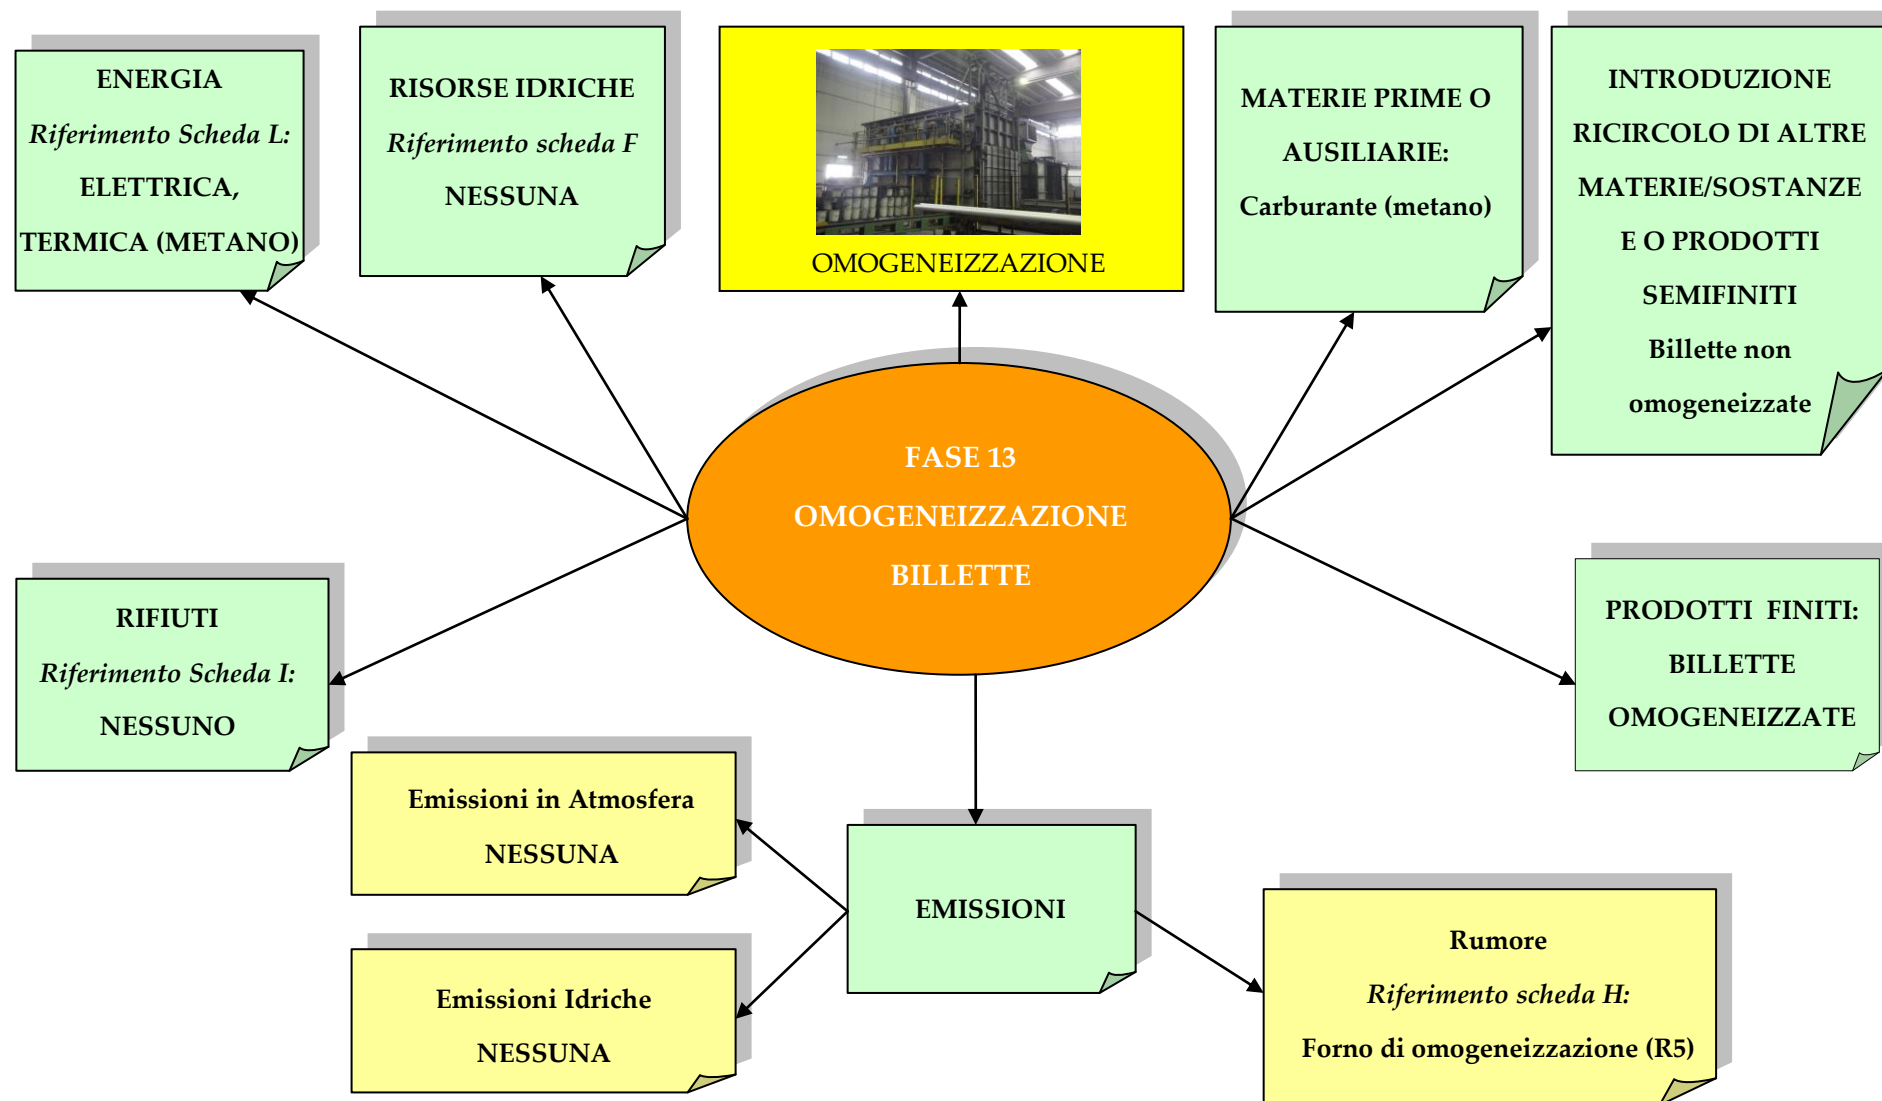 ENERGIA
Riferimento Scheda L:
ELETTRICA,
TERMICA (METANO)
RISORSE IDRICHE
Riferimento scheda F
NESSUNA
OMOGENEIZZAZIONE
MATERIE PRIME O
AUSILIARIE:
Carburante (metano)
INTRODUZIONE
RICIRCOLO DI ALTRE
MATERIE/SOSTANZE
E O PRODOTTI
SEMIFINITI
Billette non
omogeneizzate
FASE 13
OMOGENEIZZAZIONE
BILLETTE
RIFIUTI
Riferimento Scheda I:
NESSUNO
PRODOTTI FINITI:
BILLETTE
OMOGENEIZZATE
Emissioni in Atmosfera
NESSUNA
EMISSIONI
Emissioni Idriche
NESSUNA
Rumore
Riferimento scheda H:
Forno di omogeneizzazione (R5)